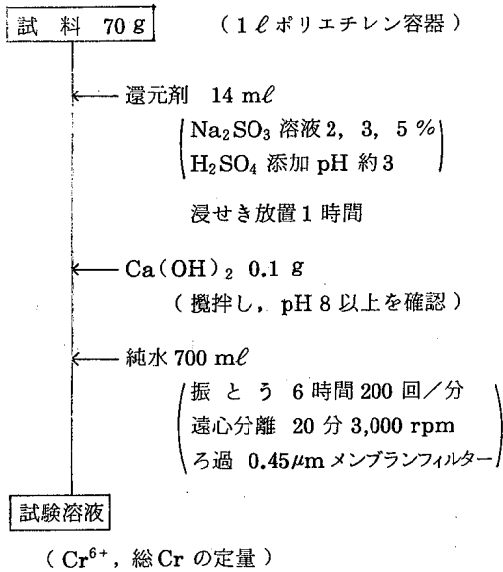 試料 70g （1ℓポリエチレン容器）
還元剤 14 mℓ
Na₂SO₃ 溶液2, 3, 5 %
H₂SO₄ 添加 pH 約3
浸せき放置1時間
Ca(OH)₂ 0.1 g
（攪拌し，pH 8 以上を確認）
純水 700 mℓ
振とう 6 時間 200 回／分
遠心分離 20 分 3,000 rpm
ろ過 0.45μm メンブランフィルター
試験溶液
（Cr⁶⁺，総Cr の定量）